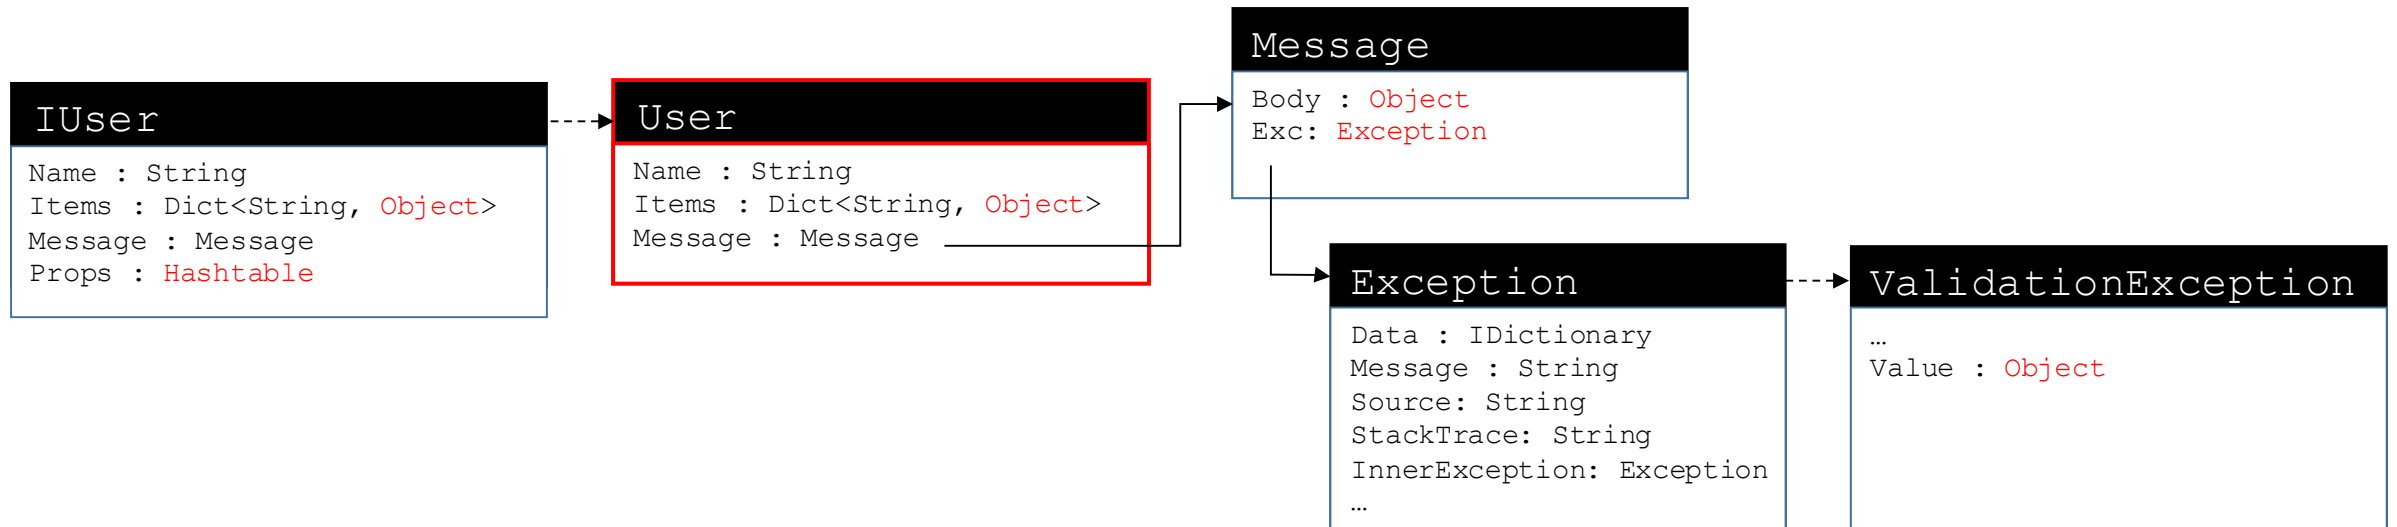 IUser
Name : String
Items : Dict<String, Object>
Message : Message
Props : Hashtable
User
Name : String
Items : Dict<String, Object>
Message : Message
Message
Body : Object
Exc: Exception
Exception
Data : IDictionary
Message : String
Source: String
StackTrace: String
InnerException: Exception
…
ValidationException
…
Value : Object